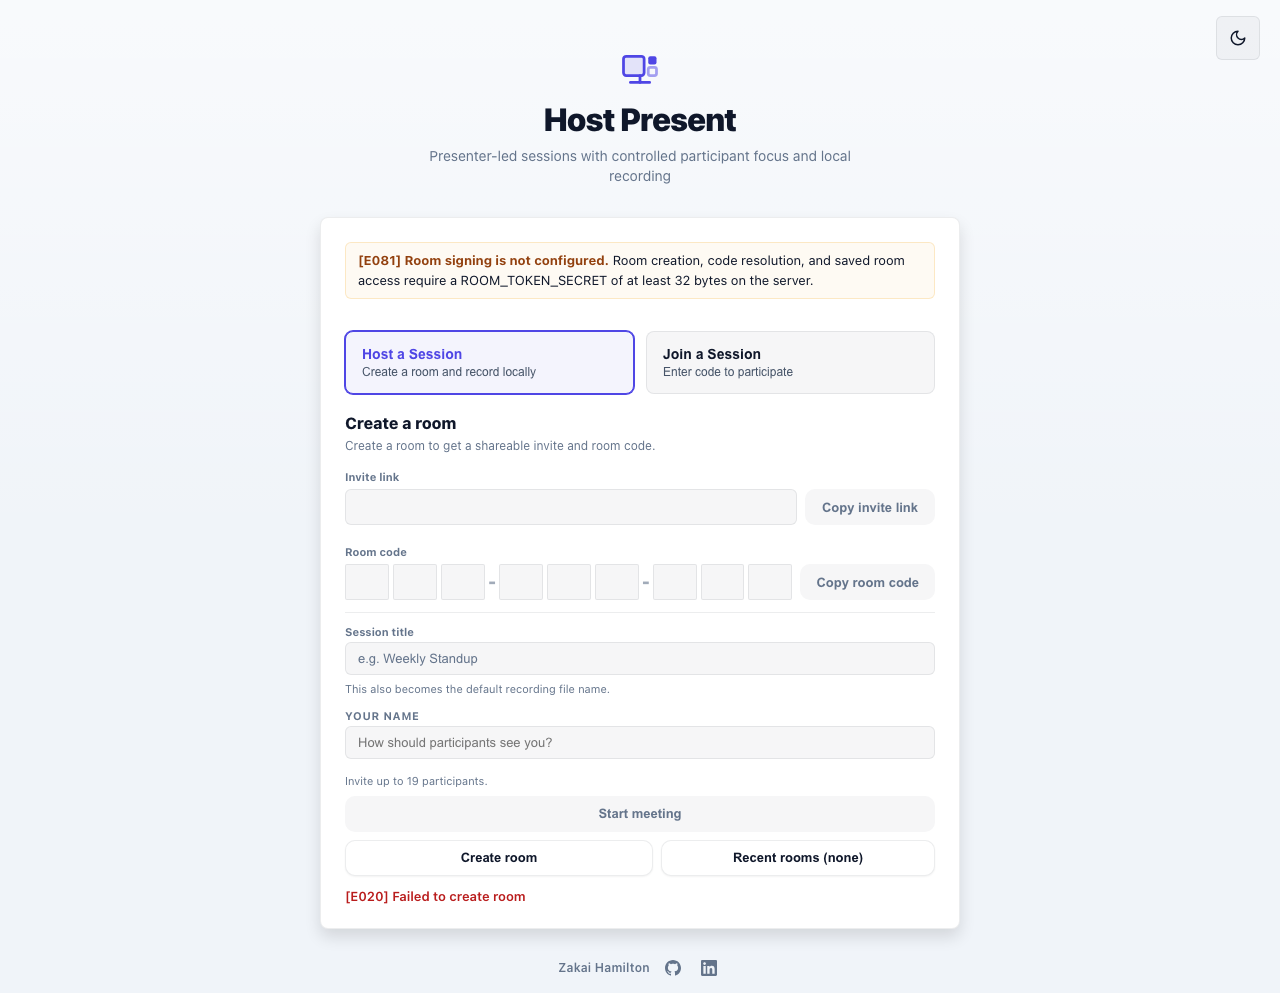 Host Present
Presenter-led sessions with controlled participant focus and local
recording
[E081] Room signing is not configured. Room creation, code resolution, and saved room
access require a ROOM_TOKEN_SECRET of at least 32 bytes on the server.
Host a Session
Create a room and record locally
Join a Session
Enter code to participate
Create a room
Create a room to get a shareable invite and room code.
Invite link
Copy invite link
Room code
- -
Copy room code
Session title
e.g. Weekly Standup
This also becomes the default recording file name.
YOUR NAME
How should participants see you?
Invite up to 19 participants.
Start meeting
Create room
Recent rooms (none)
[E020] Failed to create room
Zakai Hamilton